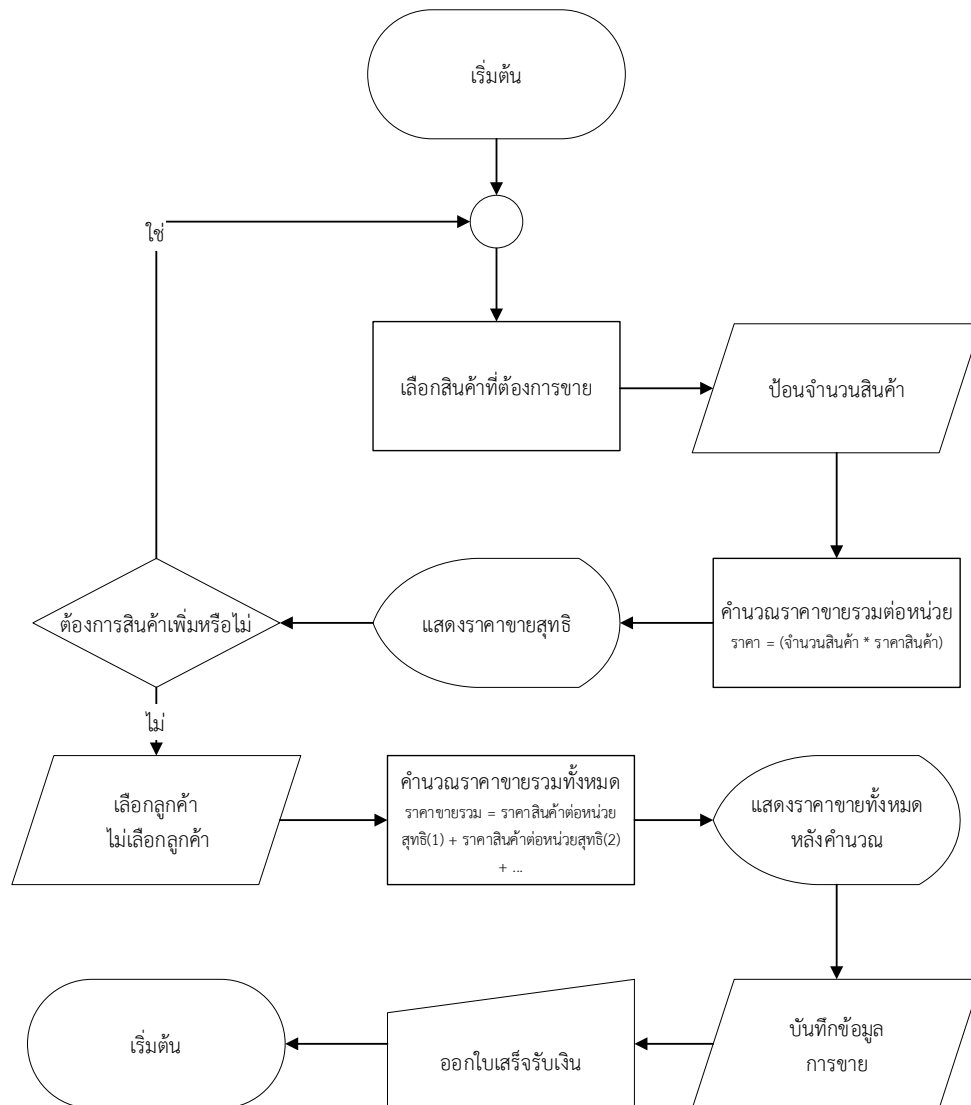 เริ่มต้น
ใช่
เลือกสินค้าที่ต้องการขาย
ป้อนจำนวนสินค้า
ต้องการสินค้าเพิ่มหรือไม่
แสดงราคาขายสุทธิ
คำนวณราคาขายรวมต่อหน่วย
ราคา = (จำนวนสินค้า * ราคาสินค้า)
ไม่
เลือกลูกค้า
ไม่เลือกลูกค้า
คำนวณราคาขายรวมทั้งหมด
ราคาขายรวม = ราคาสินค้าต่อหน่วย
สุทธิ(1) + ราคาสินค้าต่อหน่วยสุทธิ(2)
+ ...
แสดงราคาขายทั้งหมด
หลังคำนวณ
บันทึกข้อมูล
การขาย
ออกใบเสร็จรับเงิน
เริ่มต้น